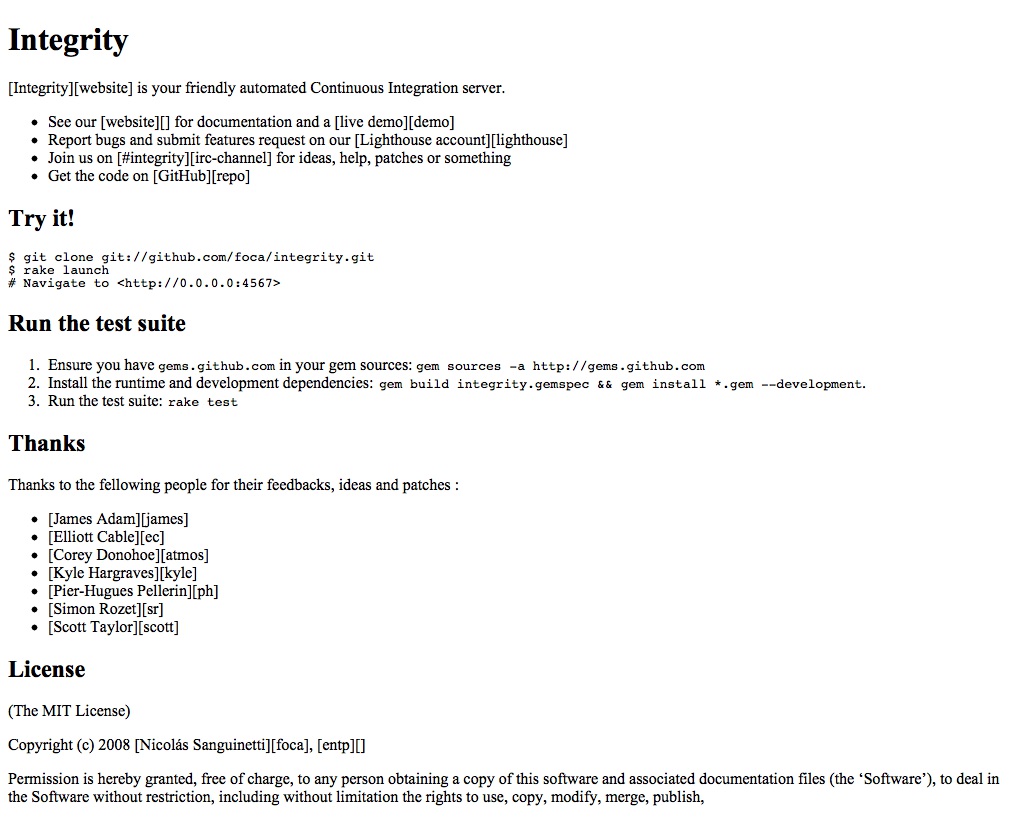 Integrity
[Integrity][website] is your friendly automated Continuous Integration server.
• See our [website][] for documentation and a [live demo][demo]
• Report bugs and submit features request on our [Lighthouse account][lighthouse]
• Join us on [#integrity][irc-channel] for ideas, help, patches or something
• Get the code on [GitHub][repo]
Try it!
$ git clone git://github.com/foca/integrity.git
$ rake launch
# Navigate to <http://0.0.0.0:4567>
Run the test suite
1. Ensure you have gems.github.com in your gem sources: gem sources -a http://gems.github.com
2. Install the runtime and development dependencies: gem build integrity.gemspec && gem install *.gem --development.
3. Run the test suite: rake test
Thanks
Thanks to the fellowing people for their feedbacks, ideas and patches :
• [James Adam][james]
• [Elliott Cable][ec]
• [Corey Donohoe][atmos]
• [Kyle Hargraves][kyle]
• [Pier-Hugues Pellerin][ph]
• [Simon Rozet][sr]
• [Scott Taylor][scott]
License
(The MIT License)
Copyright (c) 2008 [Nicolás Sanguinetti][foca], [entp][]
Permission is hereby granted, free of charge, to any person obtaining a copy of this software and associated documentation files (the ‘Software’), to deal in
the Software without restriction, including without limitation the rights to use, copy, modify, merge, publish,